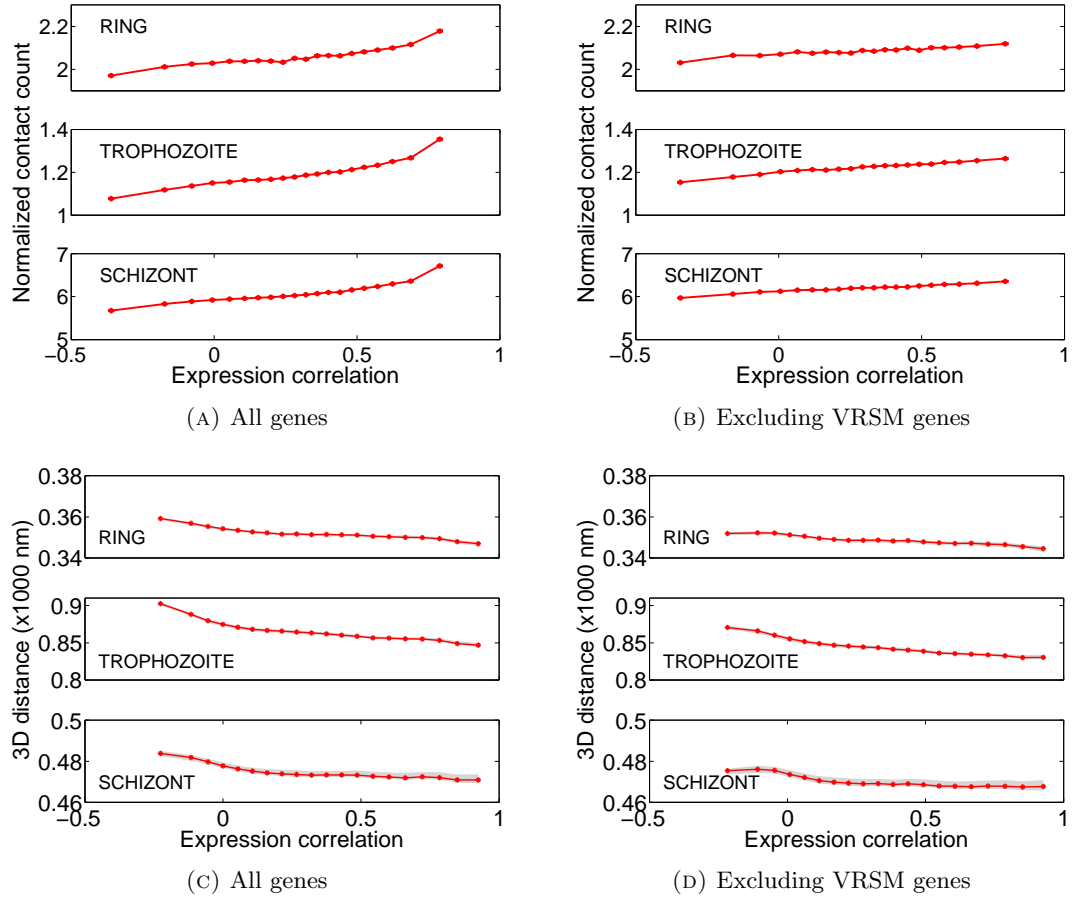 Normalized contact count
2.2
2
RING
1.4
1.2
1
TROPHOZOITE
7
6
5
SCHIZONT
−0.5 0 0.5 1
Expression correlation
(A) All genes
Normalized contact count
2.2
2
RING
1.4
1.2
1
TROPHOZOITE
7
6
5
SCHIZONT
−0.5 0 0.5 1
Expression correlation
(B) Excluding VRSM genes
3D distance (x1000 nm)
0.38
0.36
0.34
RING
0.9
0.85
0.8
TROPHOZOITE
0.5
0.48
0.46
SCHIZONT
−0.5 0 0.5 1
Expression correlation
(C) All genes
3D distance (x1000 nm)
0.38
0.36
0.34
RING
0.9
0.85
0.8
TROPHOZOITE
0.5
0.48
0.46
SCHIZONT
−0.5 0 0.5 1
Expression correlation
(D) Excluding VRSM genes